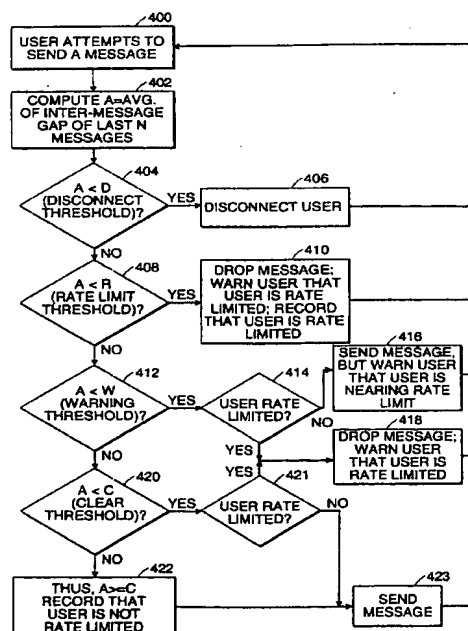 400
USER ATTEMPTS TO
SEND A MESSAGE
402
COMPUTE A=AVG.
OF INTER-MESSAGE
GAP OF LAST N
MESSAGES
404
A < D
(DISCONNECT
THRESHOLD)?
YES
406
DISCONNECT USER
NO
408
A < R
(RATE LIMIT
THRESHOLD)?
YES
410
DROP MESSAGE;
WARN USER THAT
USER IS RATE
LIMITED; RECORD
THAT USER IS RATE
LIMITED
NO
412
A < W
(WARNING
THRESHOLD)?
YES
414
USER RATE
LIMITED?
NO
416
SEND MESSAGE,
BUT WARN USER
THAT USER IS
NEARING RATE
LIMIT
YES
418
DROP MESSAGE;
WARN USER
THAT USER IS
RATE LIMITED
NO
420
A < C
(CLEAR
THRESHOLD)?
YES
YES
421
USER RATE
LIMITED?
NO
NO
422
THUS, A>=C
RECORD THAT
USER IS NOT
RATE LIMITED
423
SEND
MESSAGE